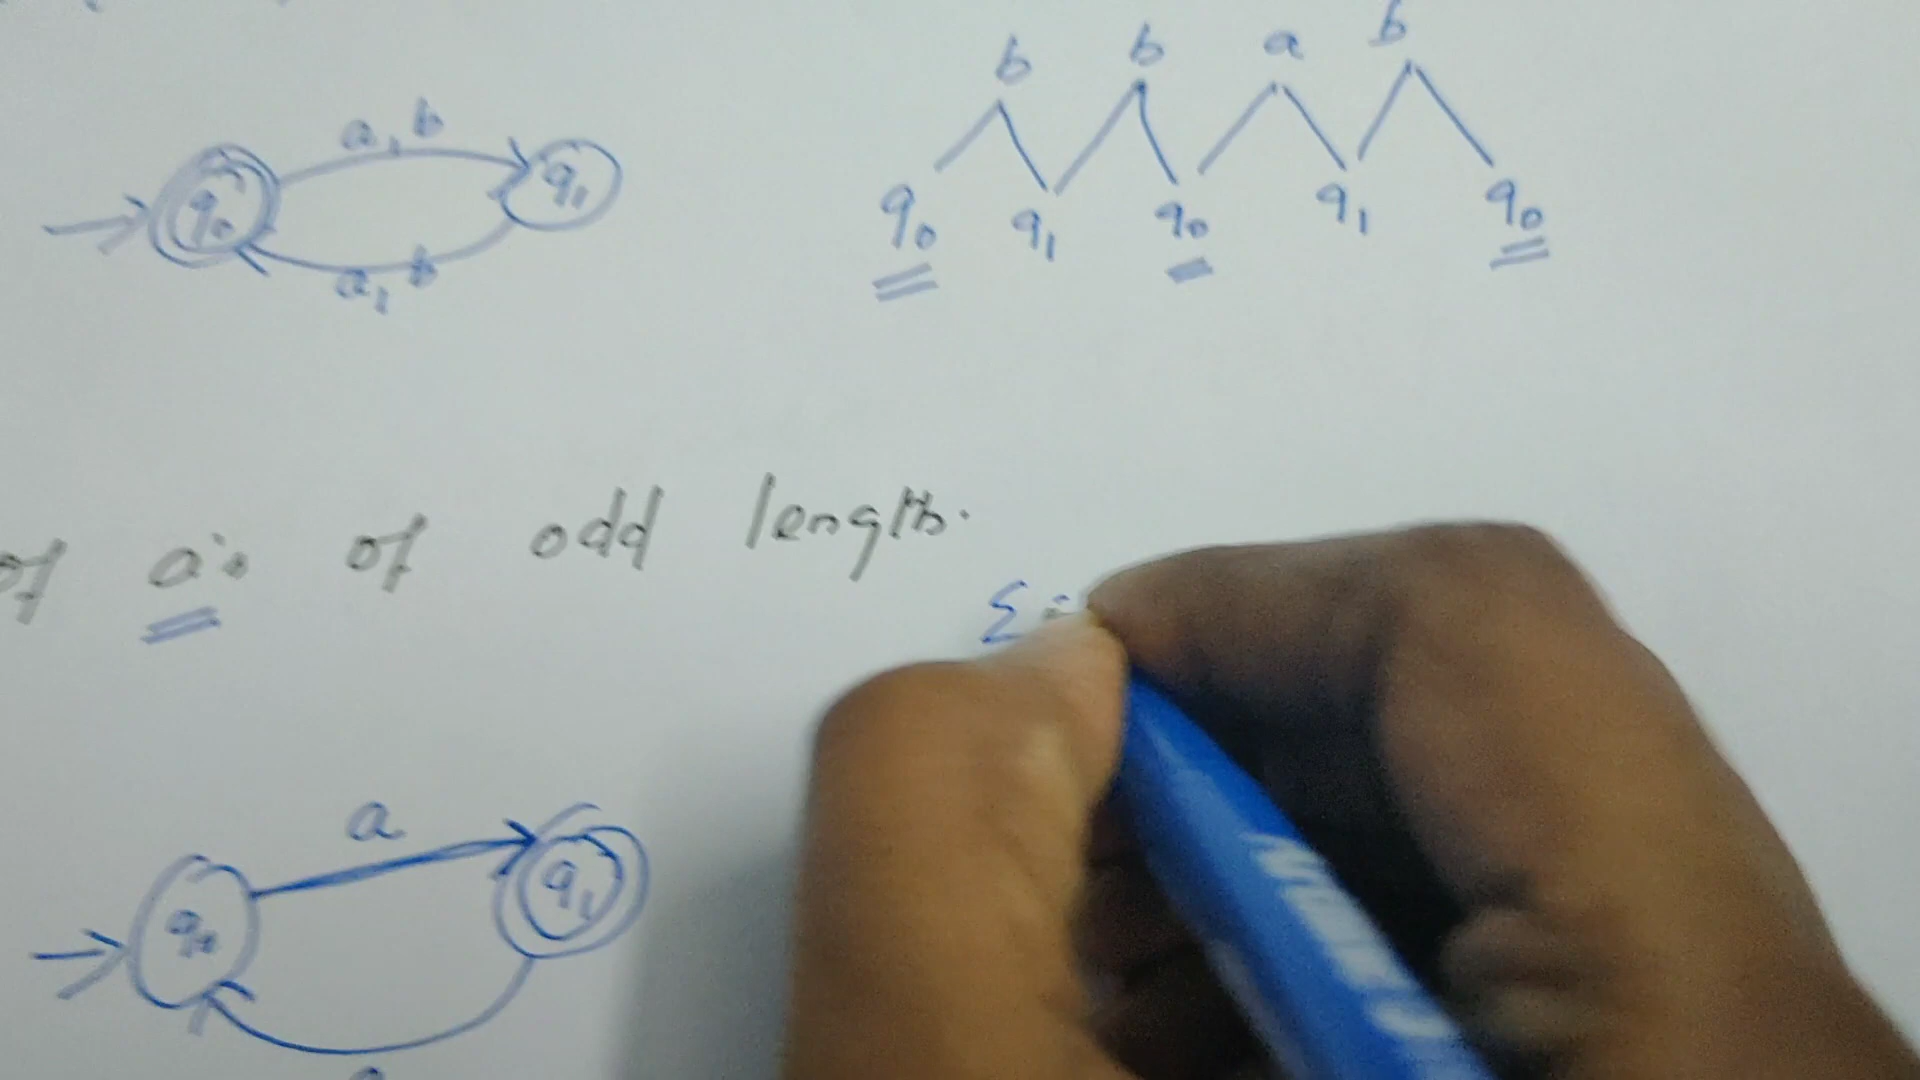 b b a b
a, b
q0 q1
a, b
q0 q1 q0 q1 q0
of a's of odd length.
Σ =
a
q0 q1